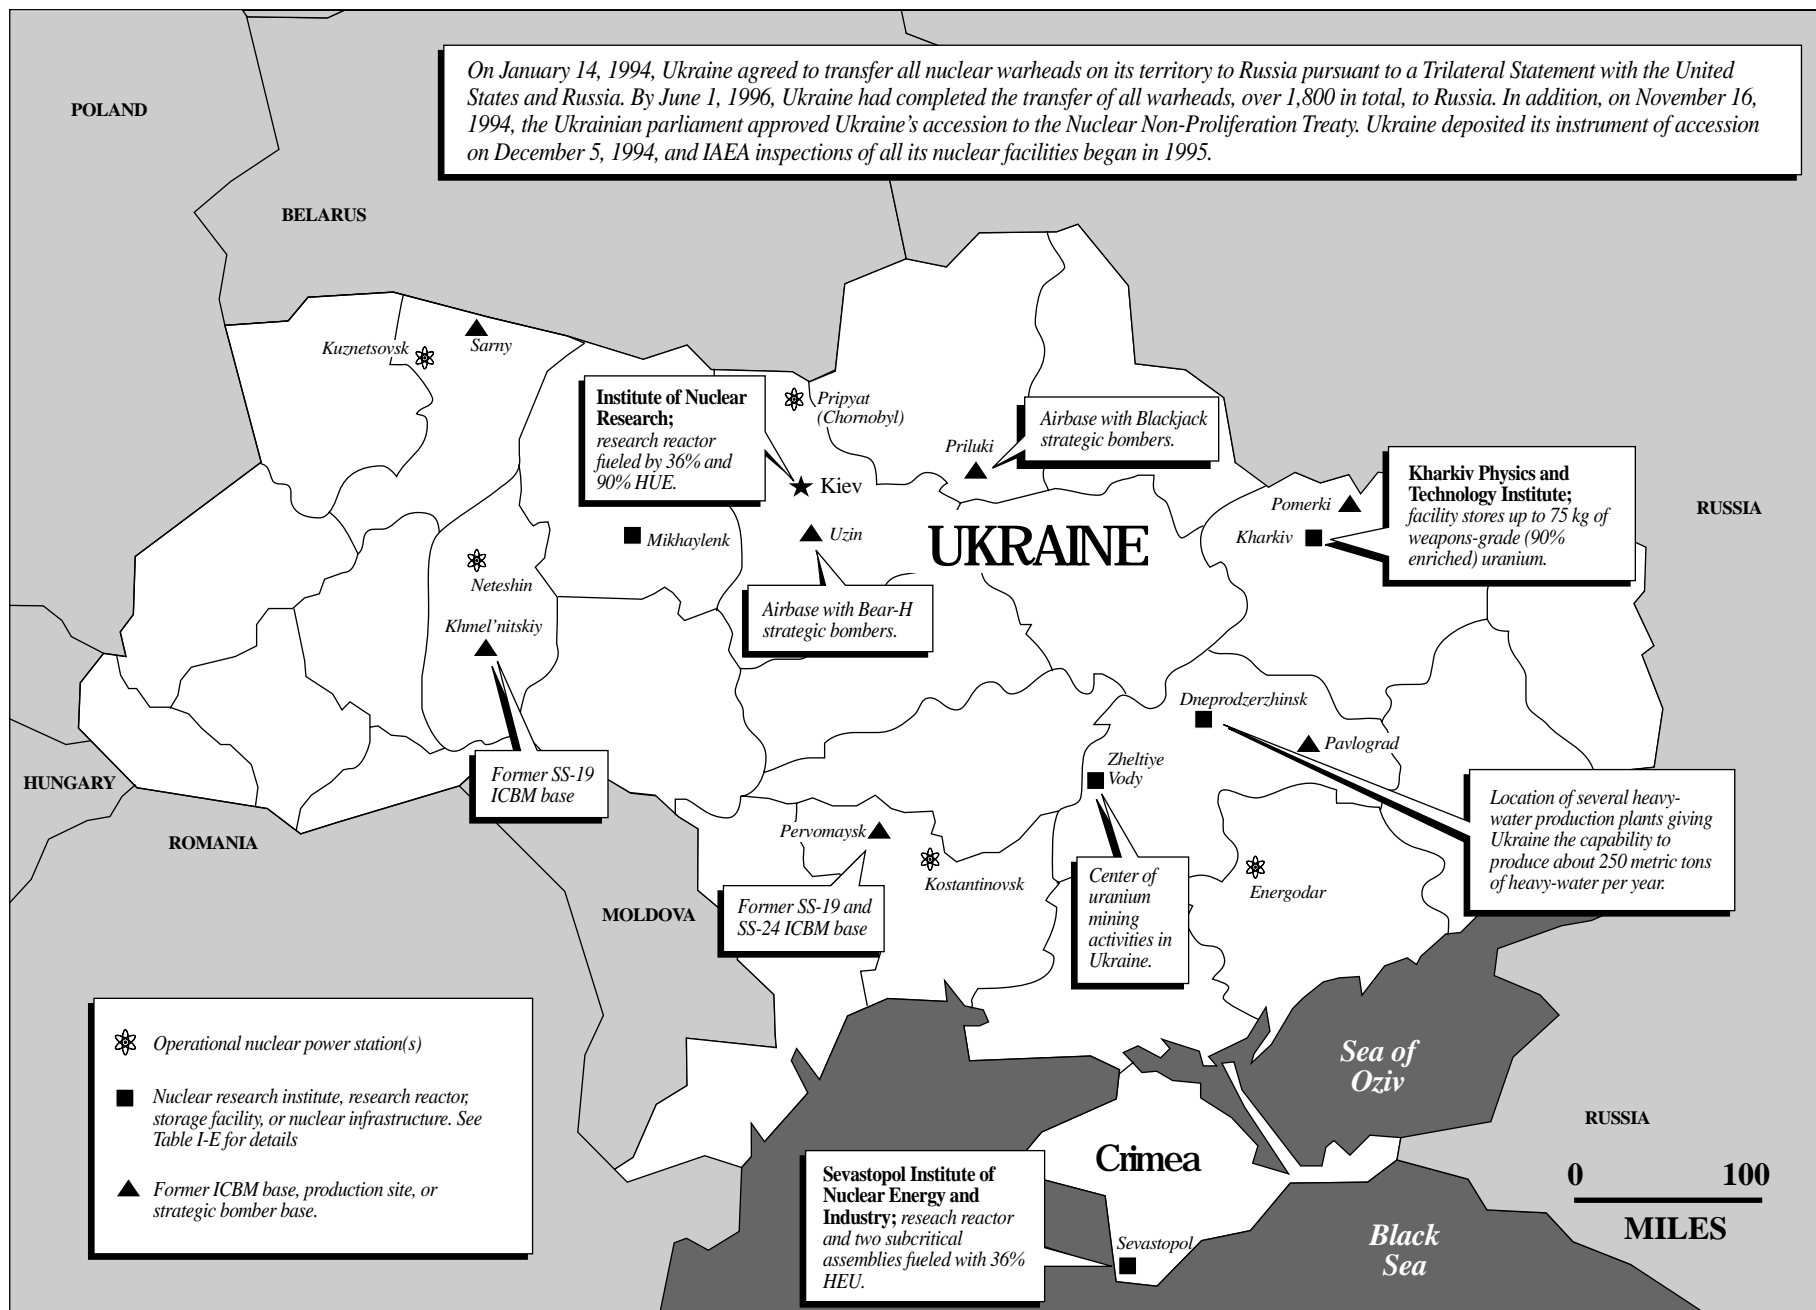 On January 14, 1994, Ukraine agreed to transfer all nuclear warheads on its territory to Russia pursuant to a Trilateral Statement with the United
States and Russia. By June 1, 1996, Ukraine had completed the transfer of all warheads, over 1,800 in total, to Russia. In addition, on November 16,
1994, the Ukrainian parliament approved Ukraine's accession to the Nuclear Non-Proliferation Treaty. Ukraine deposited its instrument of accession
on December 5, 1994, and IAEA inspections of all its nuclear facilities began in 1995.
POLAND
BELARUS
Kuznetsovsk
Sarny
Institute of Nuclear
Research;
research reactor
fueled by 36% and
90% HUE.
Pripyat
(Chornobyl)
Kiev
Priluki
Airbase with Blackjack
strategic bombers.
Pomerki
Kharkiv
Kharkiv Physics and
Technology Institute;
facility stores up to 75 kg of
weapons-grade (90%
enriched) uranium.
RUSSIA
Mikhaylenk
Uzin
UKRAINE
Neteshin
Khmel'nitskiy
Airbase with Bear-H
strategic bombers.
Former SS-19
ICBM base
HUNGARY
ROMANIA
MOLDOVA
Dneprodzerzhinsk
Pavlograd
Zheltiye
Vody
Location of several heavy-
water production plants giving
Ukraine the capability to
produce about 250 metric tons
of heavy-water per year.
Pervomaysk
Kostantinovsk
Former SS-19 and
SS-24 ICBM base
Center of
uranium
mining
activities in
Ukraine.
Energodar
Operational nuclear power station(s)
Nuclear research institute, research reactor,
storage facility, or nuclear infrastructure. See
Table I-E for details
Former ICBM base, production site, or
strategic bomber base.
Sea of
Oziv
RUSSIA
Crimea
Sevastopol Institute of
Nuclear Energy and
Industry; reseach reactor
and two subcritical
assemblies fueled with 36%
HEU.
Sevastopol
Black
Sea
0 100
MILES